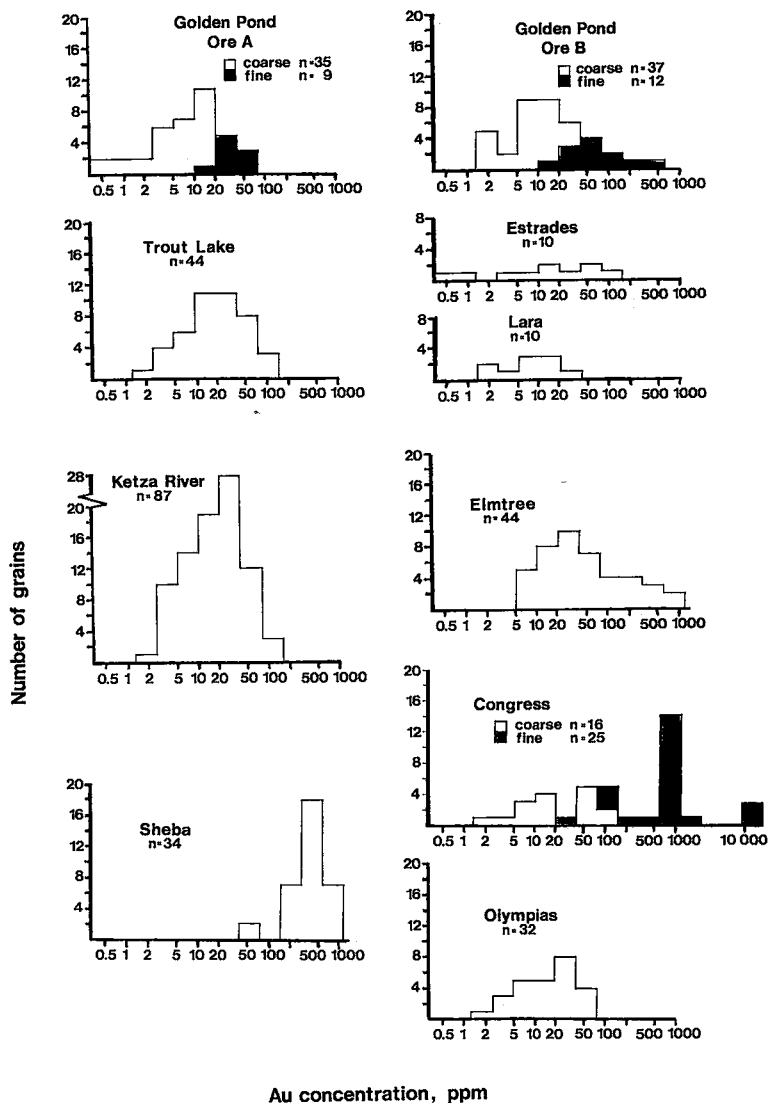 Golden Pond
Ore A
coarse n=35
fine n= 9
20
16
12
8
4
0.5 1 2 5 10 20 50 100 500 1000
Golden Pond
Ore B
coarse n=37
fine n=12
20
16
12
8
4
0.5 1 2 5 10 20 50 100 500 1000
Trout Lake
n=44
20
16
12
8
4
0.5 1 2 5 10 20 50 100 500 1000
Estrades
n=10
8
4
0.5 1 2 5 10 20 50 100 500 1000
Lara
n=10
8
4
0.5 1 2 5 10 20 50 100 500 1000
Ketza River
n=87
28
20
16
12
8
4
0.5 1 2 5 10 20 50 100 500 1000
Elmtree
n=44
20
16
12
8
4
0.5 1 2 5 10 20 50 100 500 1000
Number of grains
Congress
coarse n=16
fine n=25
20
16
12
8
4
0.5 1 2 5 10 20 50 100 500 1000 10 000
Sheba
n=34
20
16
12
8
4
0.5 1 2 5 10 20 50 100 500 1000
Olympias
n=32
20
16
12
8
4
0.5 1 2 5 10 20 50 100 500 1000
Au concentration, ppm